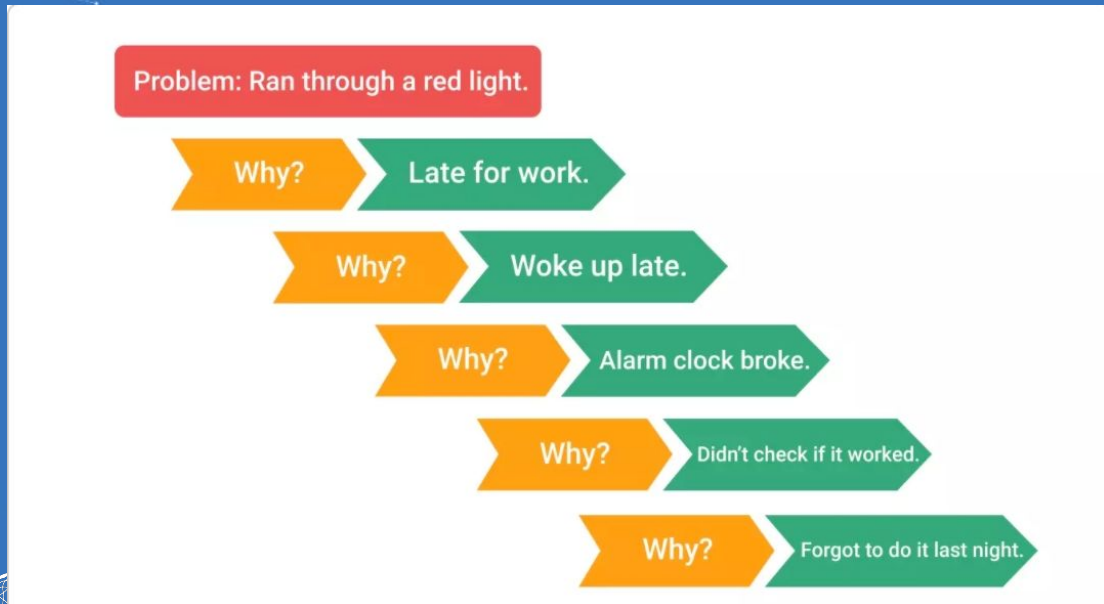 Problem: Ran through a red light.
Why? Late for work.
Why? Woke up late.
Why? Alarm clock broke.
Why? Didn't check if it worked.
Why? Forgot to do it last night.